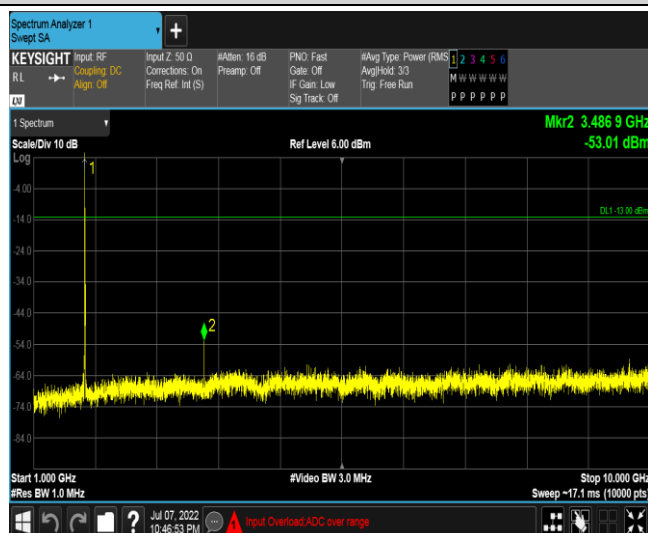 Spectrum Analyzer 1
Swept SA
+
KEYSIGHT
RL
LXI
Input: RF
Coupling: DC
Align: Off
Input Z: 50 Ω
Corrections: On
Freq Ref: Int (S)
#Atten: 16 dB
Preamp: Off
PNO: Fast
Gate: Off
IF Gain: Low
Sig Track: Off
#Avg Type: Power (RMS
Avg|Hold: 3/3
Trig: Free Run
1 2 3 4 5 6
M W W W W W
P P P P P P
1 Spectrum
Mkr2 3.486 9 GHz
Scale/Div 10 dB
Ref Level 6.00 dBm
-53.01 dBm
Log
1
-4.00
DL1 -13.00 dBm
-14.0
-24.0
-34.0
-44.0
2
-54.0
-64.0
-74.0
-84.0
Start 1.000 GHz
#Video BW 3.0 MHz
Stop 10.000 GHz
#Res BW 1.0 MHz
Sweep ~17.1 ms (10000 pts)
?
Jul 07, 2022
10:46:53 PM
Input Overload;ADC over range